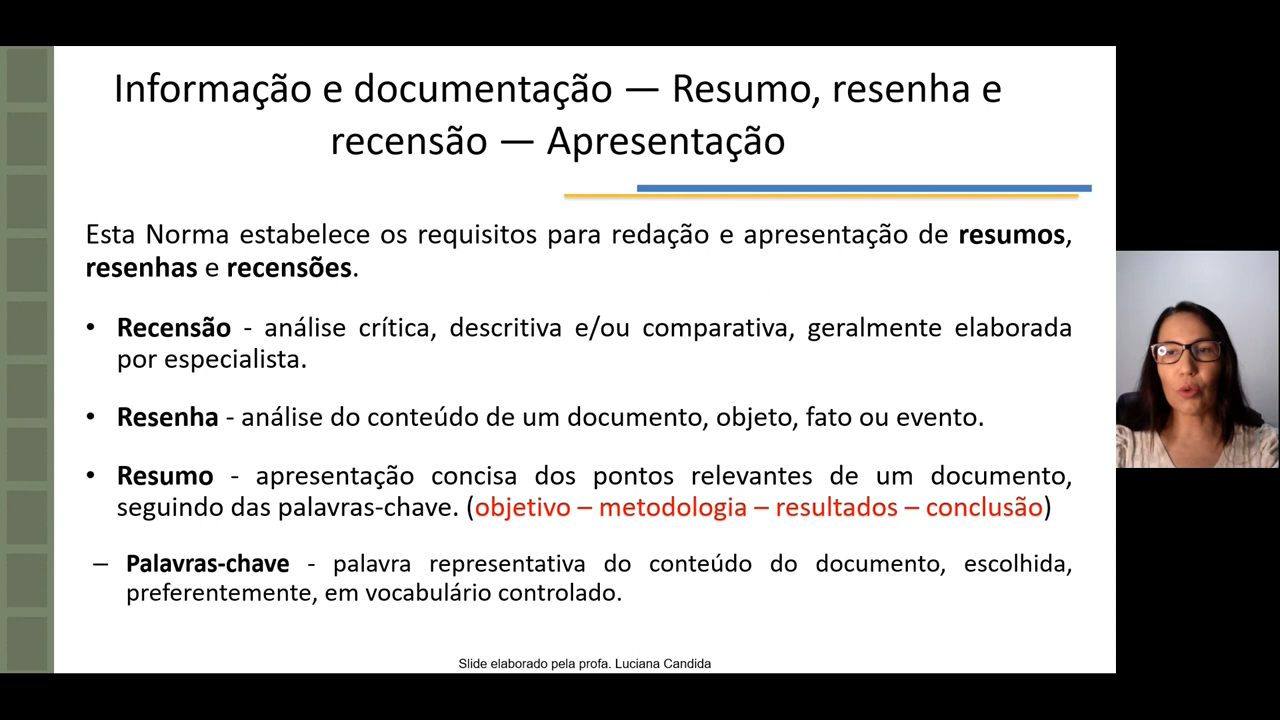 Informação e documentação — Resumo, resenha e
recensão — Apresentação
Esta Norma estabelece os requisitos para redação e apresentação de resumos,
resenhas e recensões.
• Recensão - análise crítica, descritiva e/ou comparativa, geralmente elaborada
por especialista.
• Resenha - análise do conteúdo de um documento, objeto, fato ou evento.
• Resumo - apresentação concisa dos pontos relevantes de um documento,
seguindo das palavras-chave. (objetivo – metodologia – resultados – conclusão)
– Palavras-chave - palavra representativa do conteúdo do documento, escolhida,
preferentemente, em vocabulário controlado.
Slide elaborado pela profa. Luciana Candida